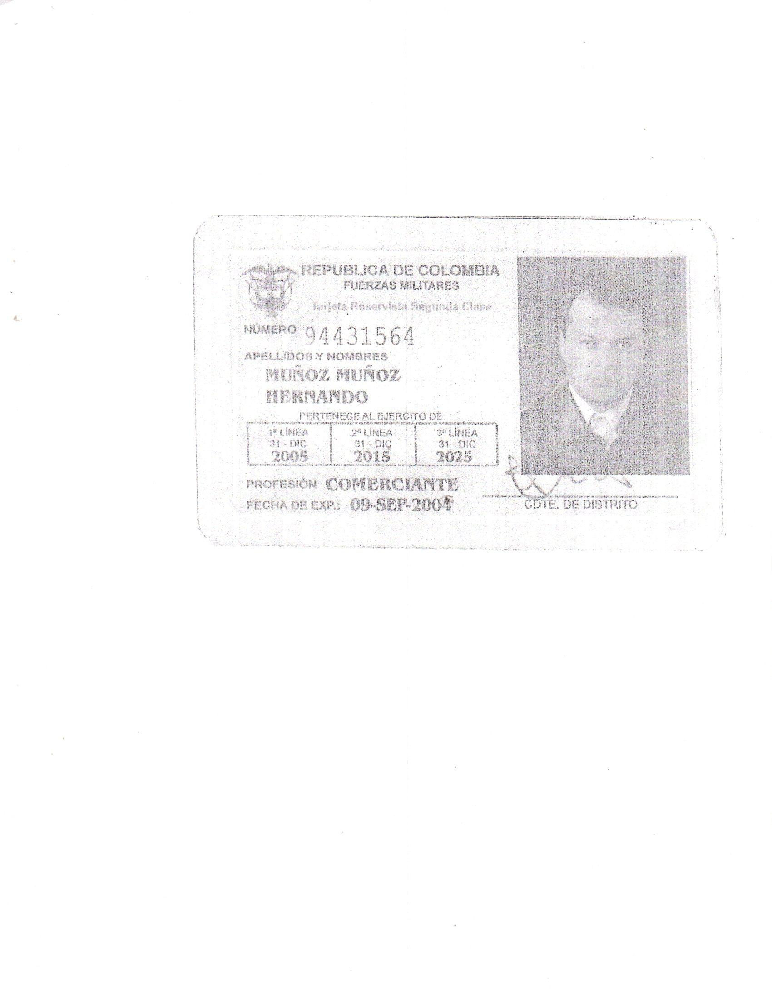 REPUBLICA DE COLOMBIA
FUERZAS MILITARES
Tarjeta Reservista Segunda Clase
NÚMERO 94431564
APELLIDOS Y NOMBRES
MUÑOZ MUÑOZ
HERNANDO
PERTENECE AL EJERCITO DE
1ª LÍNEA 2ª LÍNEA 3ª LÍNEA
31 - DIC 31 - DIC 31 - DIC
2005 2015 2025
PROFESIÓN COMERCIANTE
FECHA DE EXP.: 09-SEP-2004
CDTE. DE DISTRITO